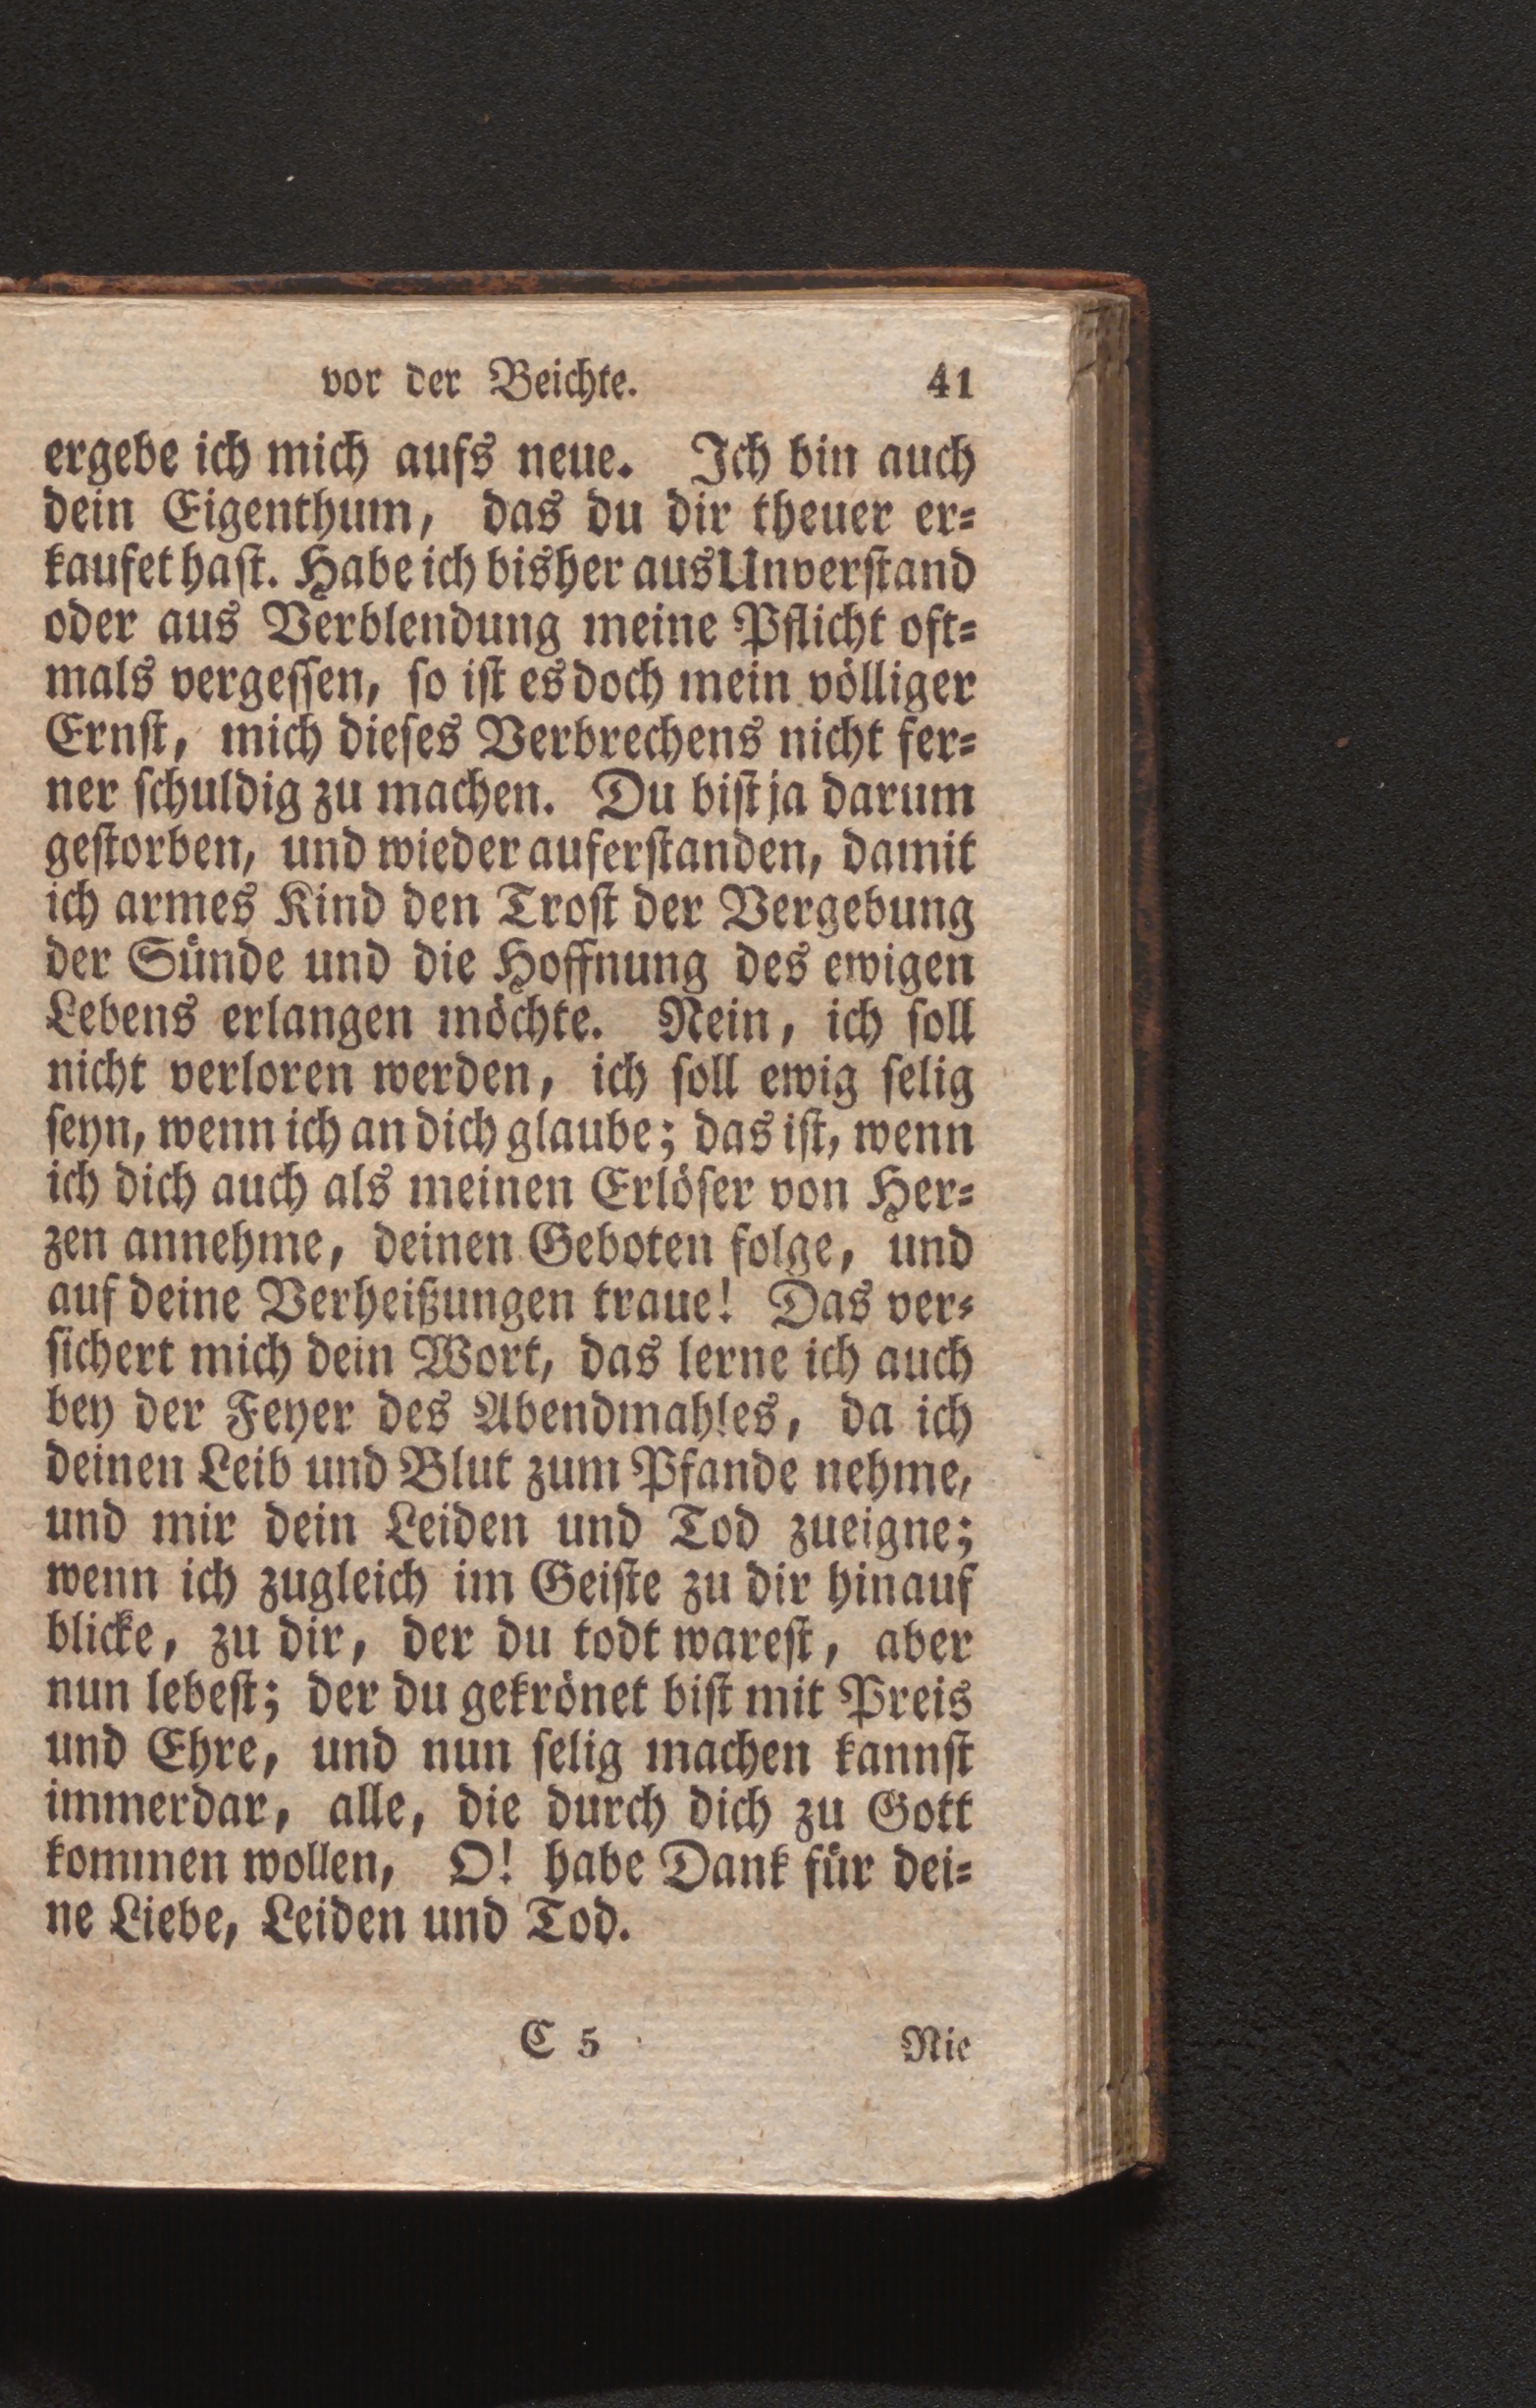 vor der Beichte. 41
ergebe ich mich aufs neue. Ich bin auch
dein Eigenthum, das du dir theuer er⸗
kaufet haſt. Habe ich bisher aus Unverſtand
oder aus Verblendung meine Pflicht oft⸗
mals vergeſſen, ſo iſt es doch mein völliger
Ernſt, mich dieſes Verbrechens nicht fer⸗
ner ſchuldig zu machen. Du biſt ja darum
geſtorben, und wieder auferſtanden, damit
ich armes Kind den Troſt der Vergebung
der Sünde und die Hoffnung des ewigen
Lebens erlangen möchte. Nein, ich ſoll
nicht verloren werden, ich ſoll ewig ſelig
ſeyn, wenn ich an dich glaube; das iſt, wenn
ich dich auch als meinen Erlöſer von Her⸗
zen annehme, deinen Geboten folge, und
auf deine Verheißungen traue! Das ver⸗
ſichert mich dein Wort, das lerne ich auch
bey der Feyer des Abendmahles, da ich
deinen Leib und Blut zum Pfande nehme,
und mir dein Leiden und Tod zueigne;
wenn ich zugleich im Geiſte zu dir hinauf
blicke, zu dir, der du todt wareſt, aber
nun lebeſt; der du gekrönet biſt mit Preis
und Ehre, und nun ſelig machen kannſt
immerdar, alle, die durch dich zu Gott
kommen wollen, O! habe Dank für dei⸗
ne Liebe, Leiden und Tod.
C 5 Nie